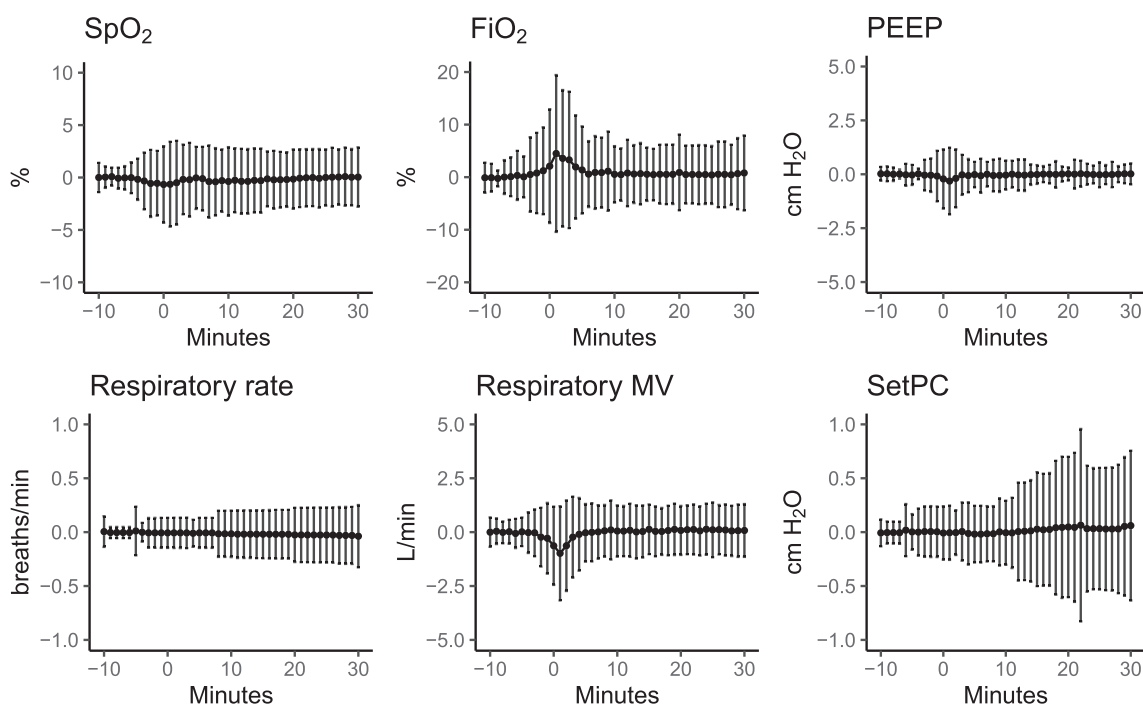 SpO₂
FiO₂
PEEP
10
5
0
−5
−10
%
−10 0 10 20 30
Minutes
20
10
0
−10
−20
%
−10 0 10 20 30
Minutes
5.0
2.5
0.0
−2.5
−5.0
cm H₂O
−10 0 10 20 30
Minutes
Respiratory rate
Respiratory MV
SetPC
1.0
0.5
0.0
−0.5
−1.0
breaths/min
−10 0 10 20 30
Minutes
5.0
2.5
0.0
−2.5
−5.0
L/min
−10 0 10 20 30
Minutes
1.0
0.5
0.0
−0.5
−1.0
cm H₂O
−10 0 10 20 30
Minutes